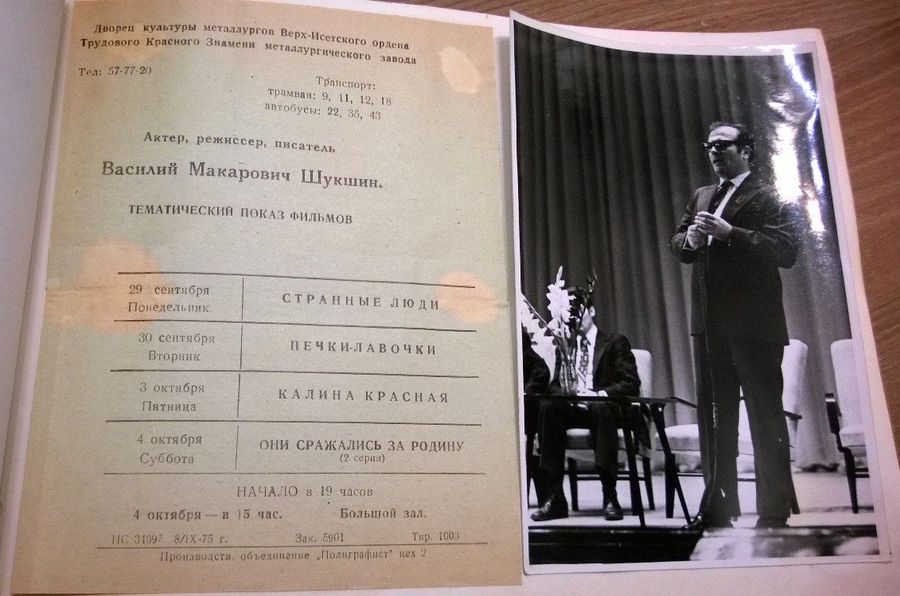 Дворец культуры металлургов Верх-Исетского ордена
Трудового Красного Знамени металлургического завода
Тел: 57-77-20
Транспорт:
трамваи: 9, 11, 12, 18
автобусы: 22, 35, 43
Актер, режиссер, писатель
Василий Макарович Шукшин.
ТЕМАТИЧЕСКИЙ ПОКАЗ ФИЛЬМОВ
29 сентября
Понедельник
СТРАННЫЕ ЛЮДИ
30 сентября
Вторник
ПЕЧКИ-ЛАВОЧКИ
3 октября
Пятница
КАЛИНА КРАСНАЯ
4 октября
Суббота
ОНИ СРАЖАЛИСЬ ЗА РОДИНУ
(2 серии)
НАЧАЛО в 19 часов
4 октября — в 15 час. Большой зал.
НС 31697 8/IX-75 г. Зак. 5901 Тир. 1000
Производств. объединение „Полиграфист" цех 2